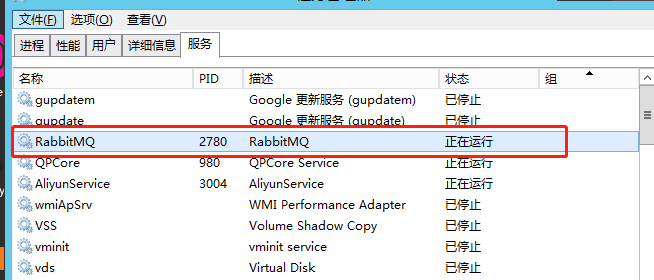 文件(F) 选项(O) 查看(V)
进程 性能 用户 详细信息 服务
名称 PID 描述 状态 组
gupdatem Google 更新服务 (gupdatem) 已停止
gupdate Google 更新服务 (gupdate) 已停止
RabbitMQ 2780 RabbitMQ 正在运行
QPCore 980 QPCore Service 正在运行
AliyunService 3004 AliyunService 正在运行
wmiApSrv WMI Performance Adapter 已停止
VSS Volume Shadow Copy 已停止
vminit vminit service 已停止
vds Virtual Disk 已停止